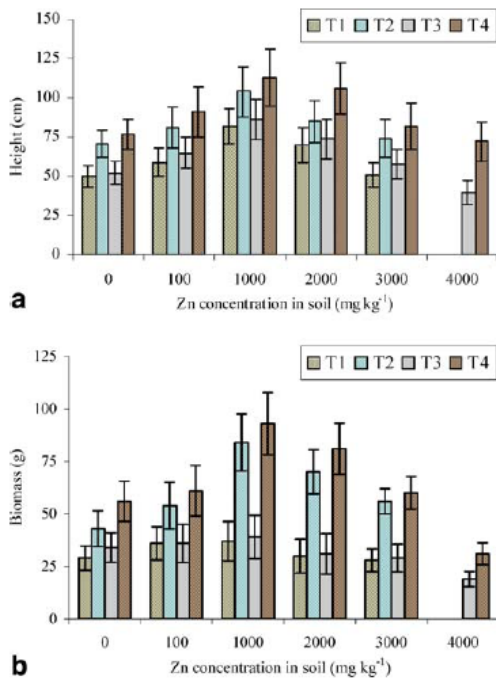 T1 T2 T3 T4
150
125
100
75
50
25
0
Height (cm)
0 100 1000 2000 3000 4000
Zn concentration in soil (mg kg⁻¹)
a
T1 T2 T3 T4
125
100
75
50
25
0
Biomass (g)
0 100 1000 2000 3000 4000
Zn concentration in soil (mg kg⁻¹)
b